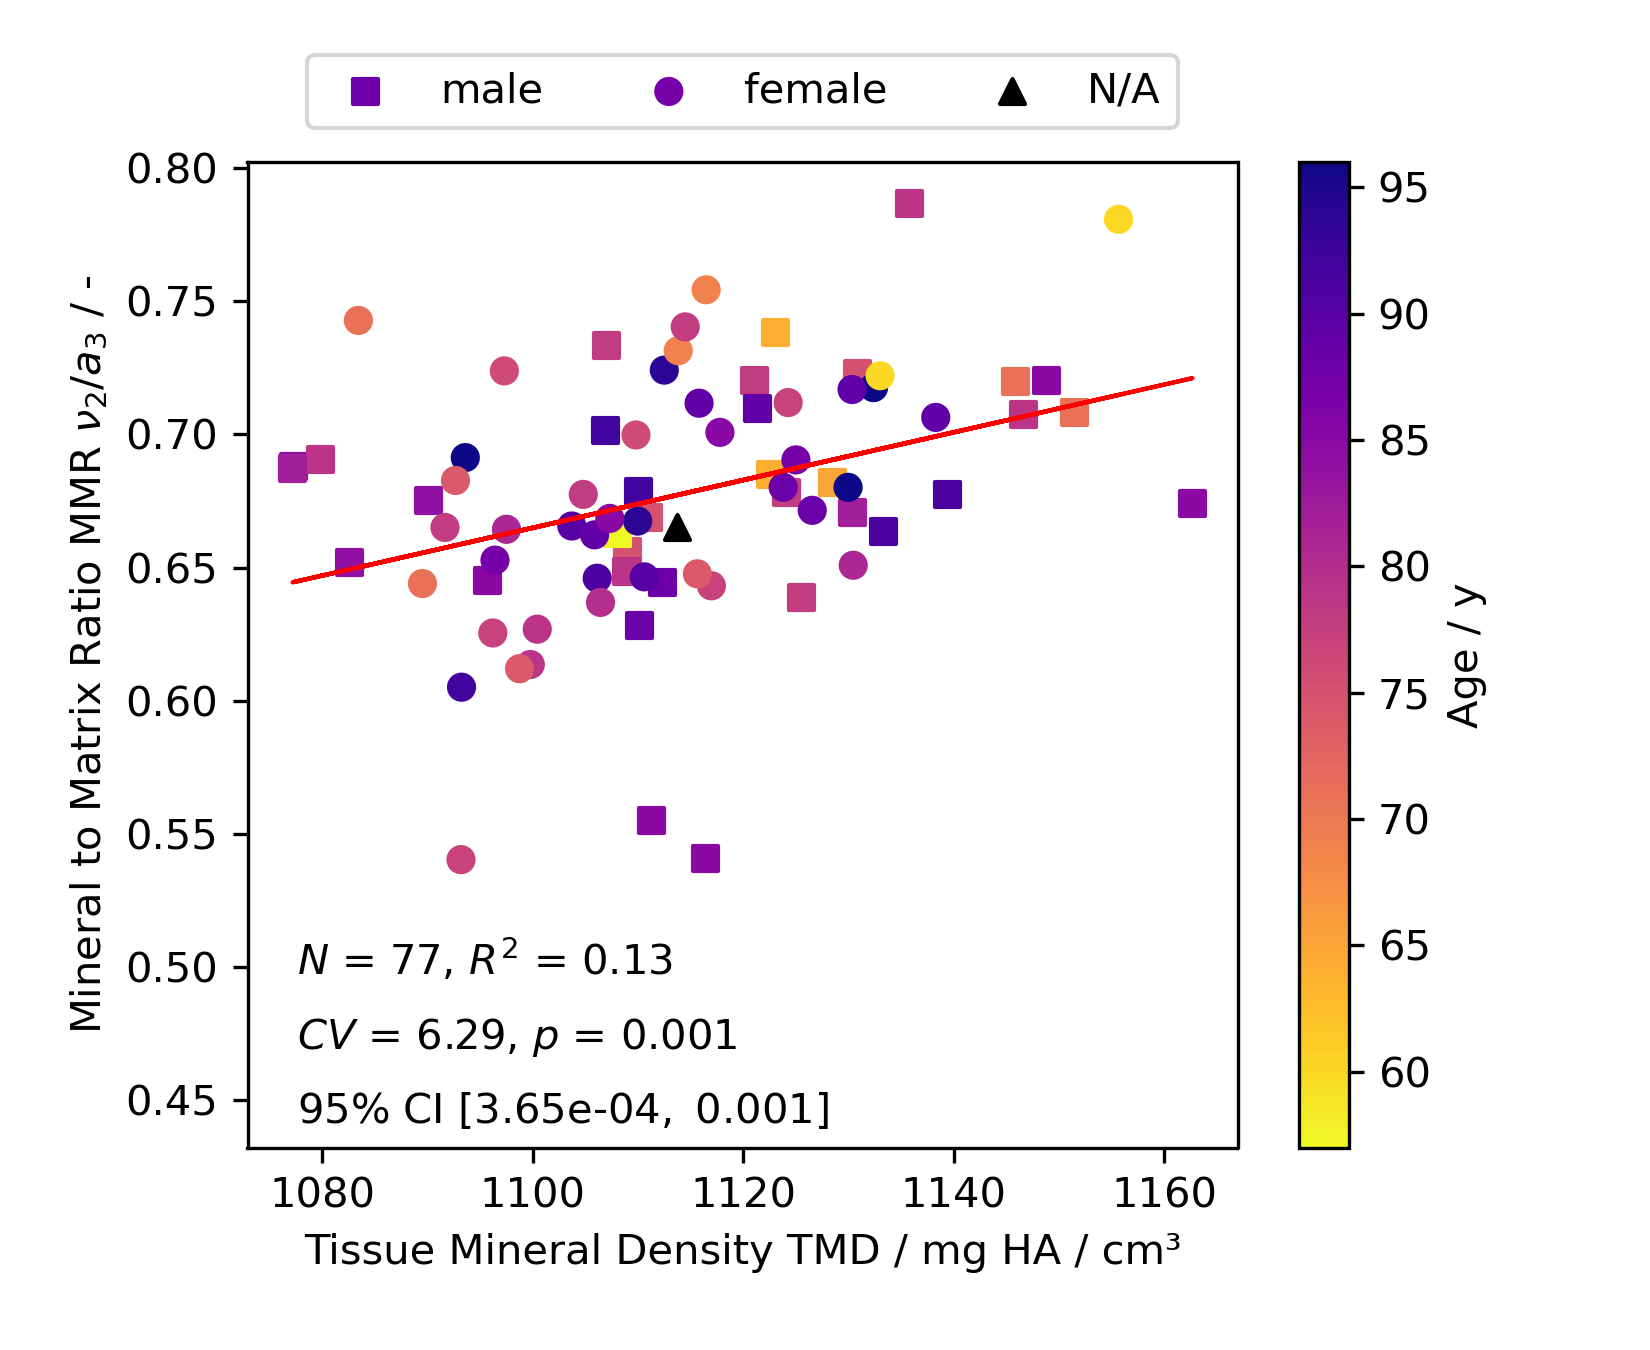 male female N/A
0.80
0.75
0.70
0.65
0.60
0.55
0.50
0.45
Mineral to Matrix Ratio MMR ν₂/a₃ / -
N = 77, R² = 0.13
CV = 6.29, p = 0.001
95% CI [3.65e-04, 0.001]
1080 1100 1120 1140 1160
Tissue Mineral Density TMD / mg HA / cm³
95
90
85
80
75
70
65
60
Age / y